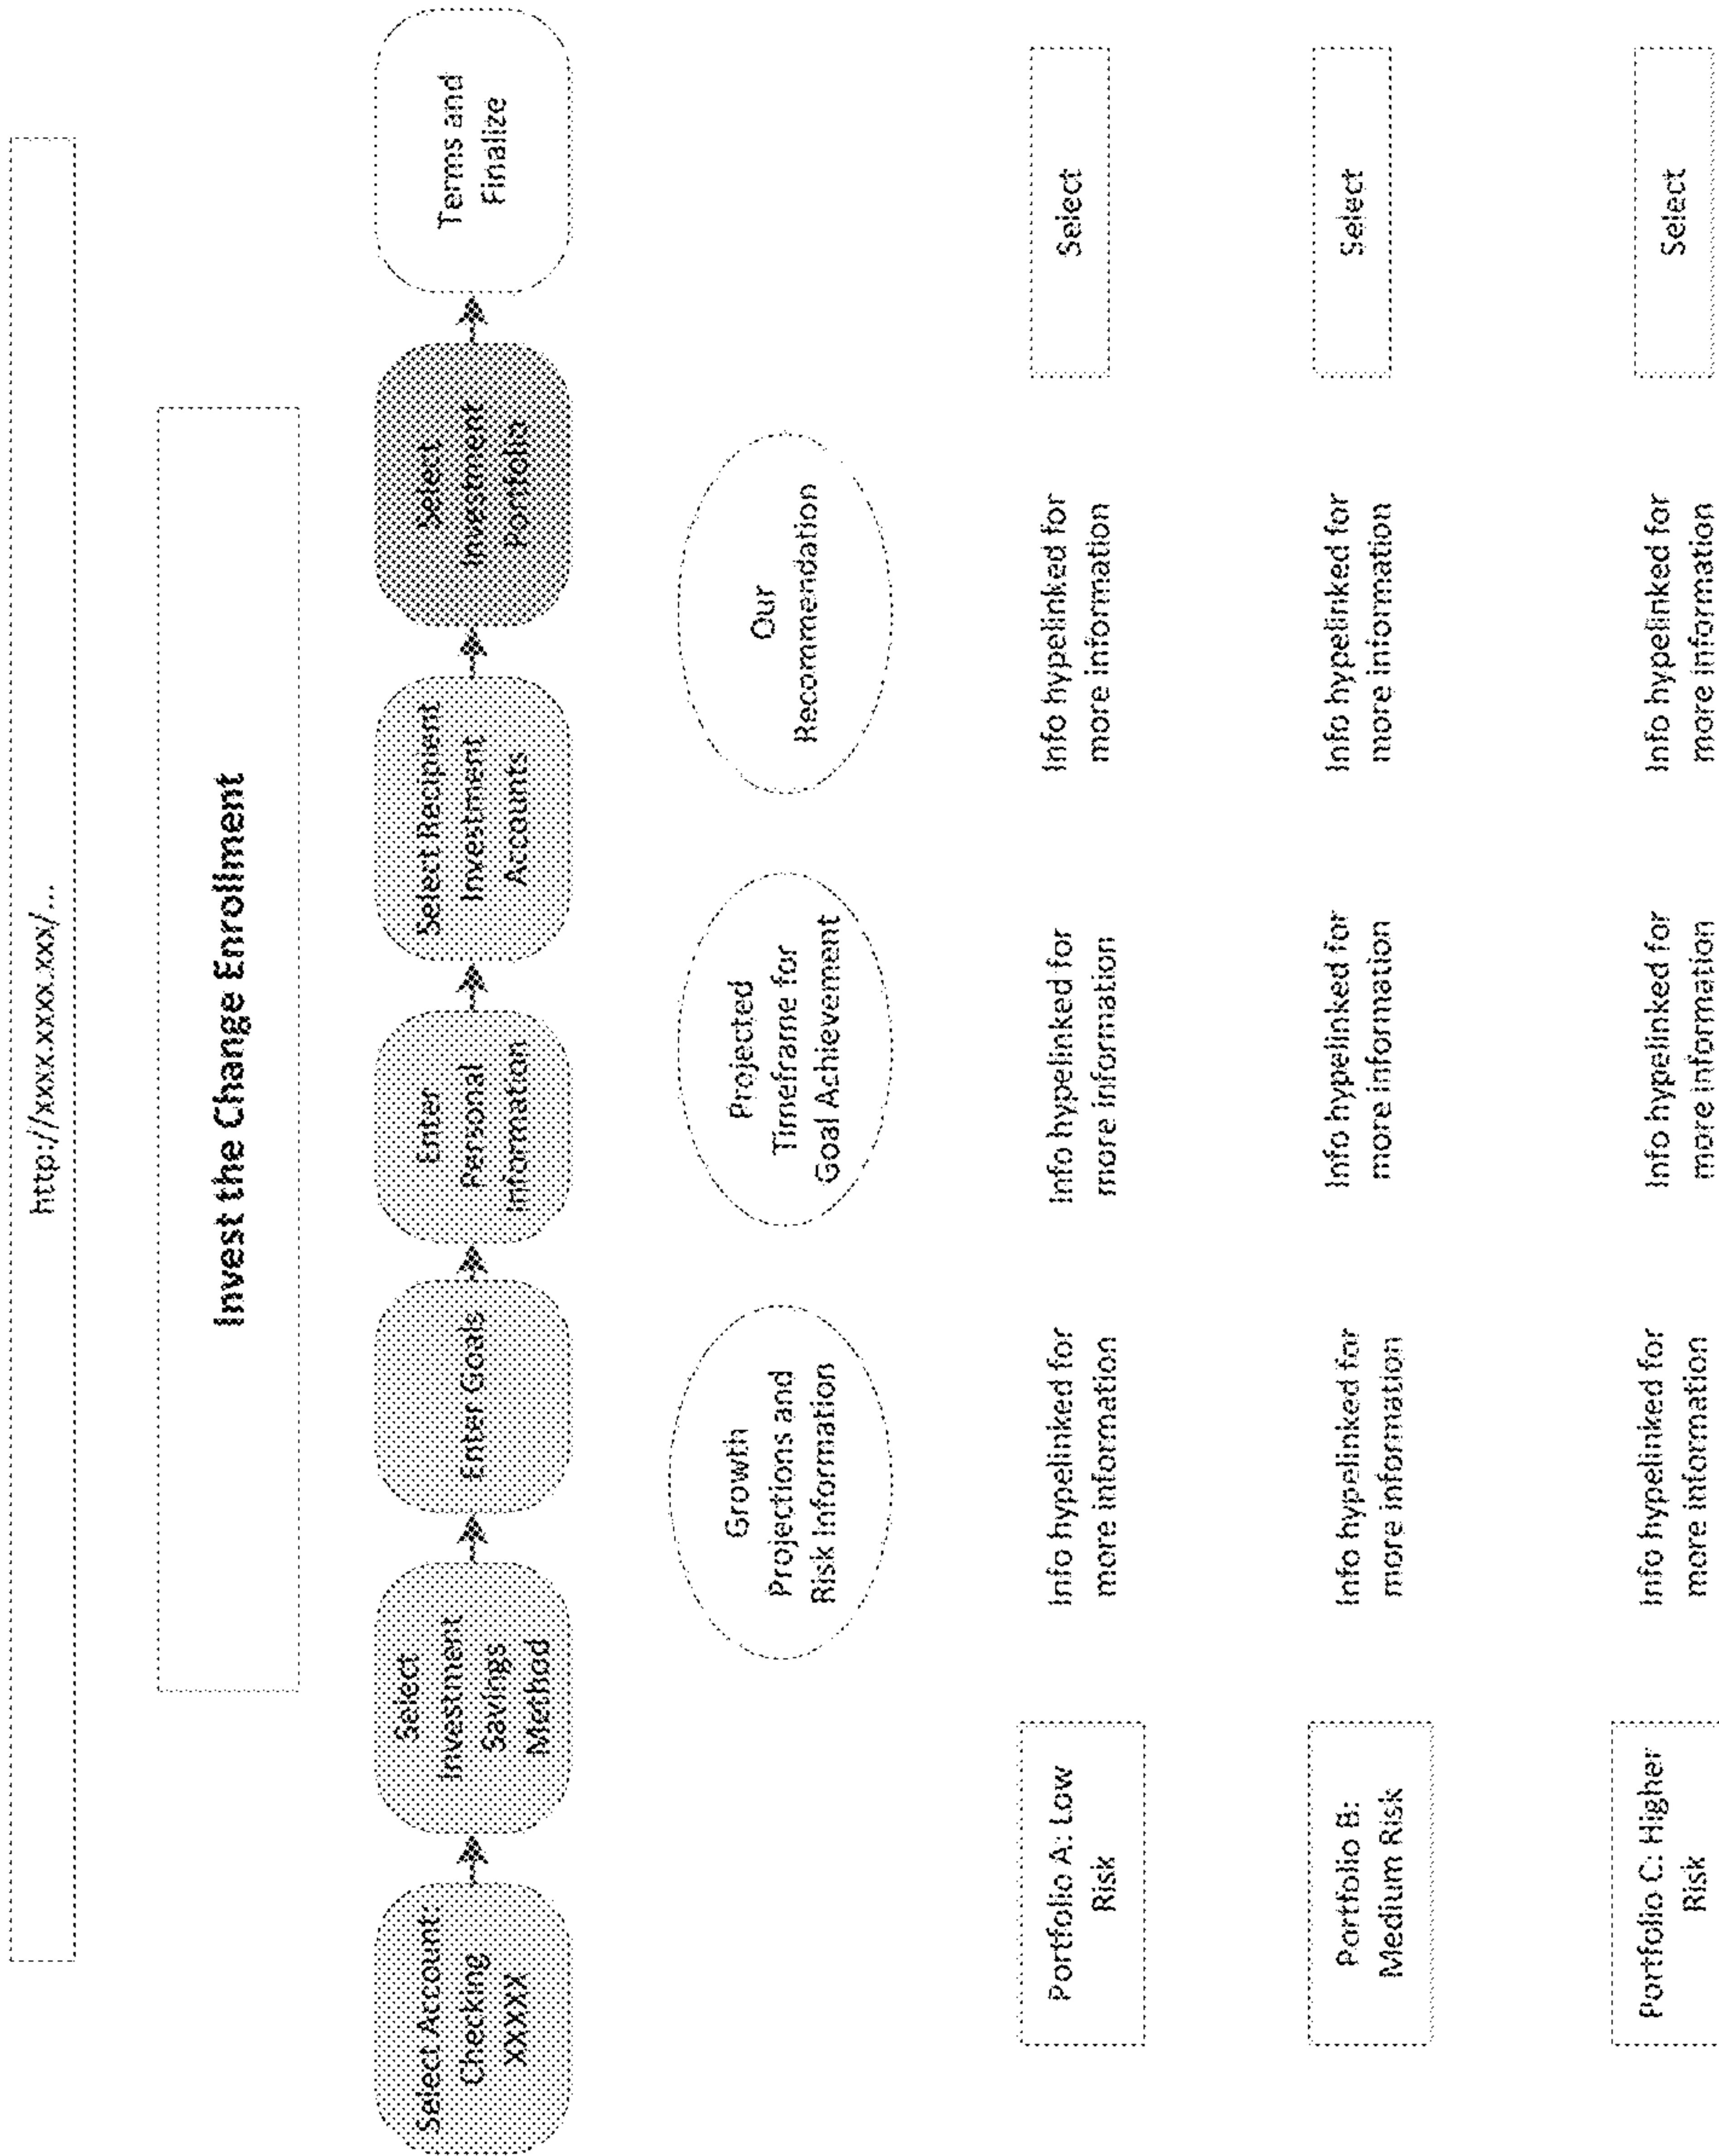 http://xxxx.xxxx.xxx/...
Invest the Change Enrollment
Select Account:
Checking
XXXXX
Select
Investment
Savings
Method
Enter Goals
Enter
Personal
Information
Select Recipient
Investment
Accounts
Select
Investment
Portfolio
Terms and
Finalize
Growth
Projections and
Risk Information
Projected
Timeframe for
Goal Achievement
Our
Recommendation
Portfolio A: Low
Risk
Info hypelinked for
more information
Info hypelinked for
more information
Info hypelinked for
more information
Select
Portfolio B:
Medium Risk
Info hypelinked for
more information
Info hypelinked for
more information
Info hypelinked for
more information
Select
Portfolio C: Higher
Risk
Info hypelinked for
more information
Info hypelinked for
more information
Info hypelinked for
more information
Select